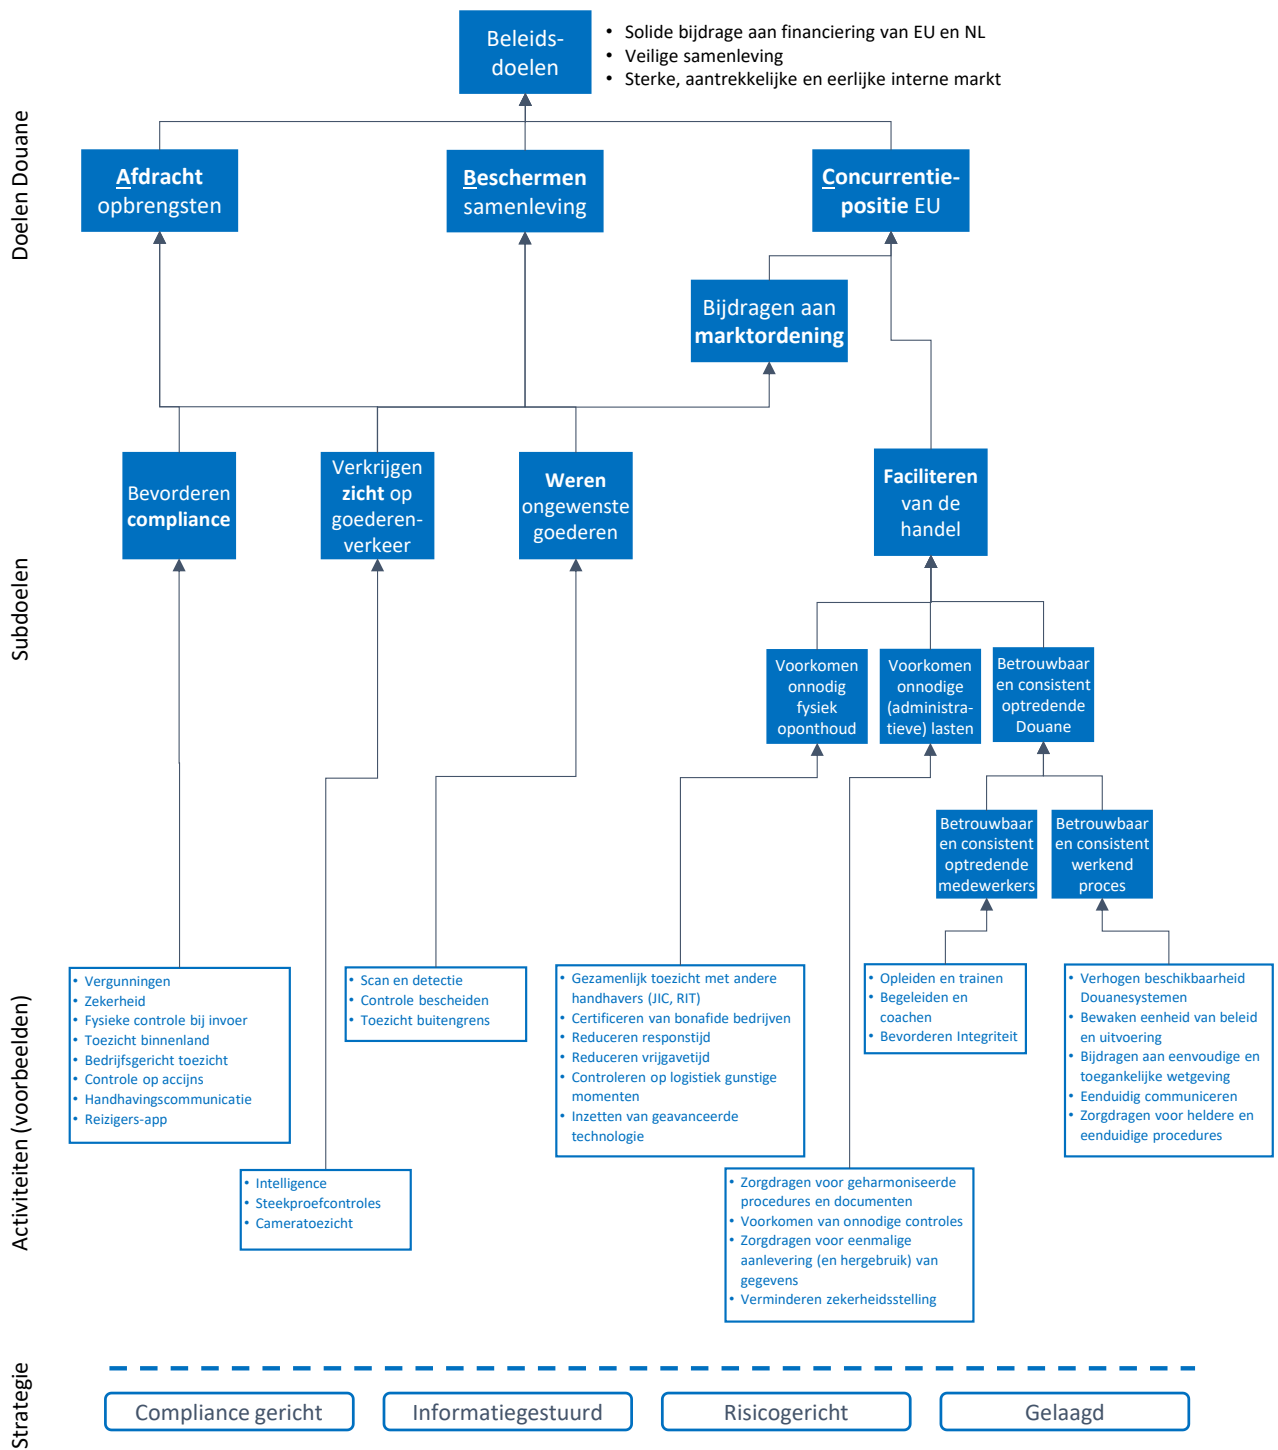 Beleids-
doelen
• Solide bijdrage aan financiering van EU en NL
• Veilige samenleving
• Sterke, aantrekkelijke en eerlijke interne markt
Doelen Douane
Afdracht
opbrengsten
Beschermen
samenleving
Concurrentie-
positie EU
Bijdragen aan
marktordening
Subdoelen
Bevorderen
compliance
Verkrijgen
zicht op
goederen-
verkeer
Weren
ongewenste
goederen
Faciliteren
van de
handel
Voorkomen
onnodig
fysiek
oponthoud
Voorkomen
onnodige
(administra-
tieve) lasten
Betrouwbaar
en consistent
optredende
Douane
Betrouwbaar
en consistent
optredende
medewerkers
Betrouwbaar
en consistent
werkend
proces
Activiteiten (voorbeelden)
• Vergunningen
• Zekerheid
• Fysieke controle bij invoer
• Toezicht binnenland
• Bedrijfsgericht toezicht
• Controle op accijns
• Handhavingscommunicatie
• Reizigers-app
• Intelligence
• Steekproefcontroles
• Cameratoezicht
• Scan en detectie
• Controle bescheiden
• Toezicht buitengrens
• Gezamenlijk toezicht met andere
handhavers (JIC, RIT)
• Certificeren van bonafide bedrijven
• Reduceren responstijd
• Reduceren vrijgavetijd
• Controleren op logistiek gunstige
momenten
• Inzetten van geavanceerde
technologie
• Zorgdragen voor geharmoniseerde
procedures en documenten
• Voorkomen van onnodige controles
• Zorgdragen voor eenmalige
aanlevering (en hergebruik) van
gegevens
• Verminderen zekerheidsstelling
• Opleiden en trainen
• Begeleiden en
coachen
• Bevorderen Integriteit
• Verhogen beschikbaarheid
Douanesystemen
• Bewaken eenheid van beleid
en uitvoering
• Bijdragen aan eenvoudige en
toegankelijke wetgeving
• Eenduidig communiceren
• Zorgdragen voor heldere en
eenduidige procedures
Strategie
Compliance gericht
Informatiegestuurd
Risicogericht
Gelaagd